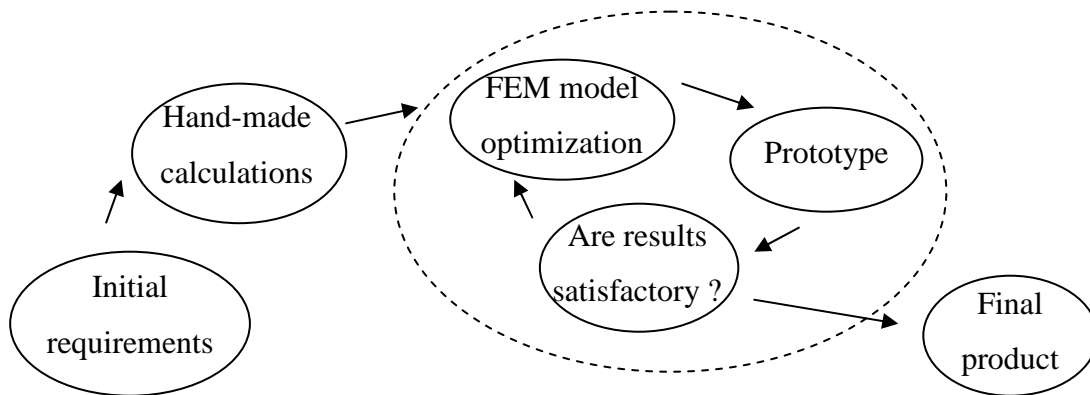 Initial
requirements
Hand-made
calculations
FEM model
optimization
Prototype
Are results
satisfactory ?
Final
product